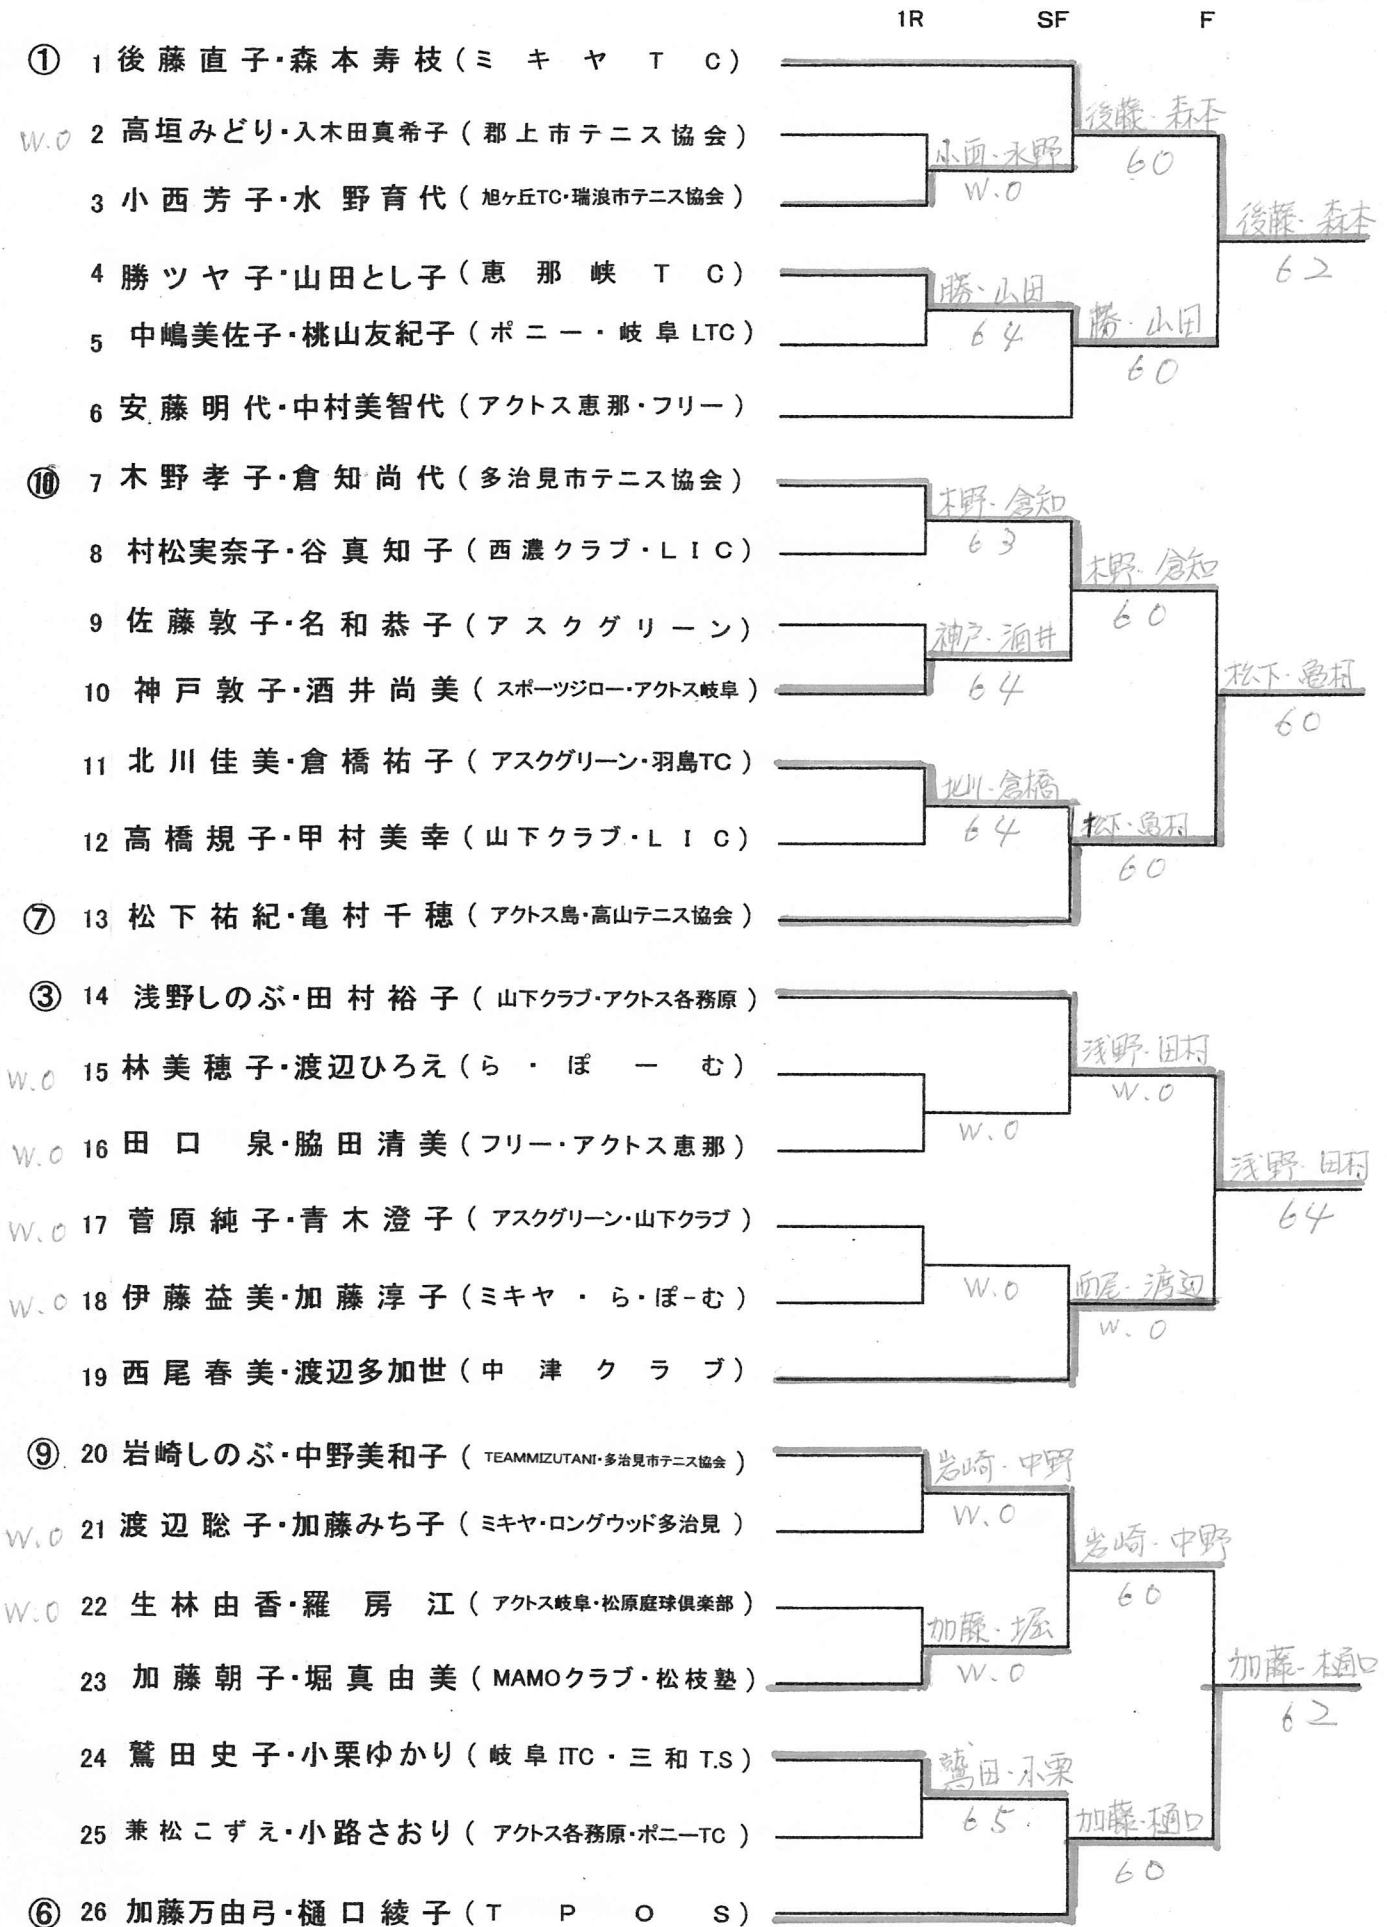 1R SF F
① 1 後藤直子・森本寿枝(ミキヤTC)
後藤・森本
W.O 2 高垣みどり・入木田真希子(郡上市テニス協会)
小西・水野
60
3 小西芳子・水野育代(旭ヶ丘TC・瑞浪市テニス協会)
W.O
後藤・森本
62
4 勝ツヤ子・山田とし子(恵那峡TC)
勝・山田
5 中嶋美佐子・桃山友紀子(ポニー・岐阜LTC)
64
勝・山田
60
6 安藤明代・中村美智代(アクトス恵那・フリー)
⑩ 7 木野孝子・倉知尚代(多治見市テニス協会)
木野・倉知
8 村松実奈子・谷真知子(西濃クラブ・LIC)
63
木野・倉知
60
9 佐藤敦子・名和恭子(アスクグリーン)
神戸・酒井
10 神戸敦子・酒井尚美(スポーツジロー・アクトス岐阜)
64
松下・亀村
60
11 北川佳美・倉橋祐子(アスクグリーン・羽島TC)
北川・倉橋
12 高橋規子・甲村美幸(山下クラブ・LIC)
64
松下・亀村
60
⑦ 13 松下祐紀・亀村千穂(アクトス島・高山テニス協会)
③ 14 浅野しのぶ・田村裕子(山下クラブ・アクトス各務原)
浅野・田村
W.O 15 林美穂子・渡辺ひろえ(ら・ぽーむ)
W.O
W.O 16 田口泉・脇田清美(フリー・アクトス恵那)
W.O
浅野・田村
64
W.O 17 菅原純子・青木澄子(アスクグリーン・山下クラブ)
W.O 18 伊藤益美・加藤淳子(ミキヤ・ら・ぽーむ)
W.O
西尾・渡辺
W.O
19 西尾春美・渡辺多加世(中津クラブ)
⑨ 20 岩崎しのぶ・中野美和子(TEAMMIZUTANI・多治見市テニス協会)
岩崎・中野
W.O 21 渡辺聡子・加藤みち子(ミキヤ・ロングウッド多治見)
W.O
岩崎・中野
60
W.O 22 生林由香・羅房江(アクトス岐阜・松原庭球倶楽部)
加藤・堀
23 加藤朝子・堀真由美(MAMOクラブ・松枝塾)
W.O
加藤・樋口
62
24 鷲田史子・小栗ゆかり(岐阜ITC・三和T.S)
鷲田・小栗
25 兼松こずえ・小路さおり(アクトス各務原・ポニーTC)
65
加藤・樋口
60
⑥ 26 加藤万由弓・樋口綾子(TPOS)